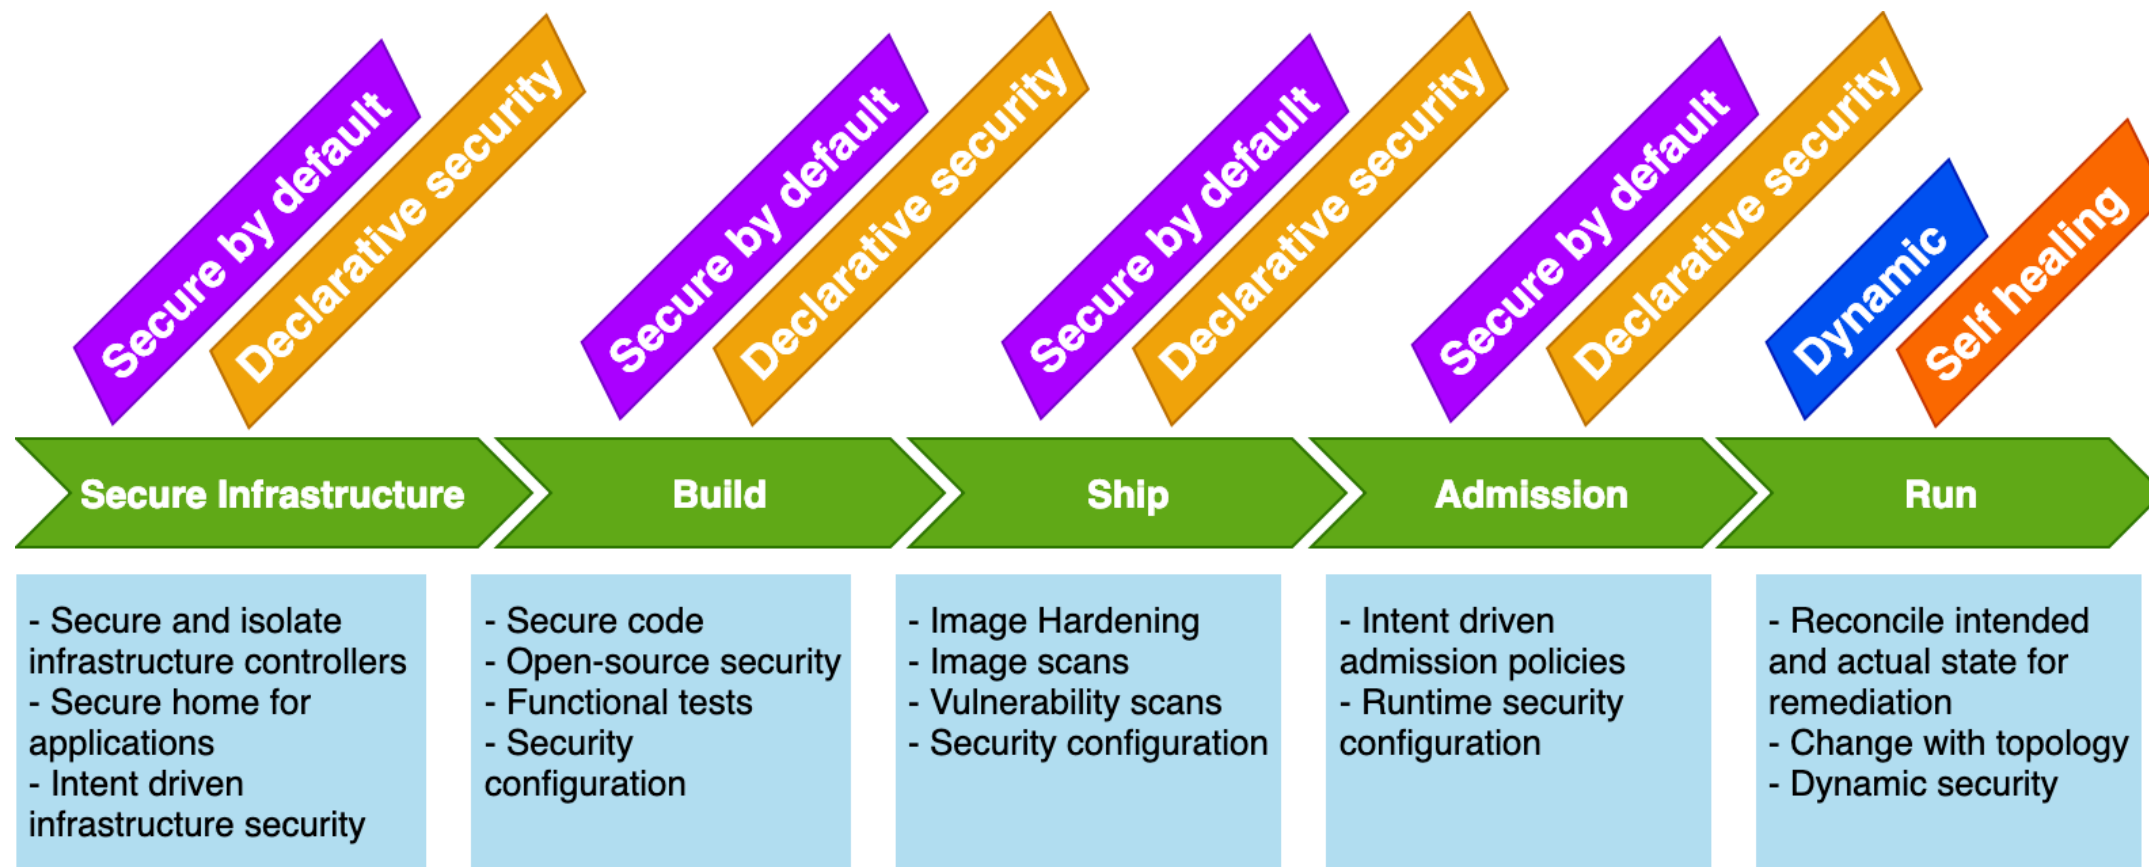 Secure by default
Declarative security
Secure by default
Declarative security
Secure by default
Declarative security
Secure by default
Declarative security
Dynamic
Self healing
Secure Infrastructure
Build
Ship
Admission
Run
- Secure and isolate
infrastructure controllers
- Secure home for
applications
- Intent driven
infrastructure security
- Secure code
- Open-source security
- Functional tests
- Security
configuration
- Image Hardening
- Image scans
- Vulnerability scans
- Security configuration
- Intent driven
admission policies
- Runtime security
configuration
- Reconcile intended
and actual state for
remediation
- Change with topology
- Dynamic security